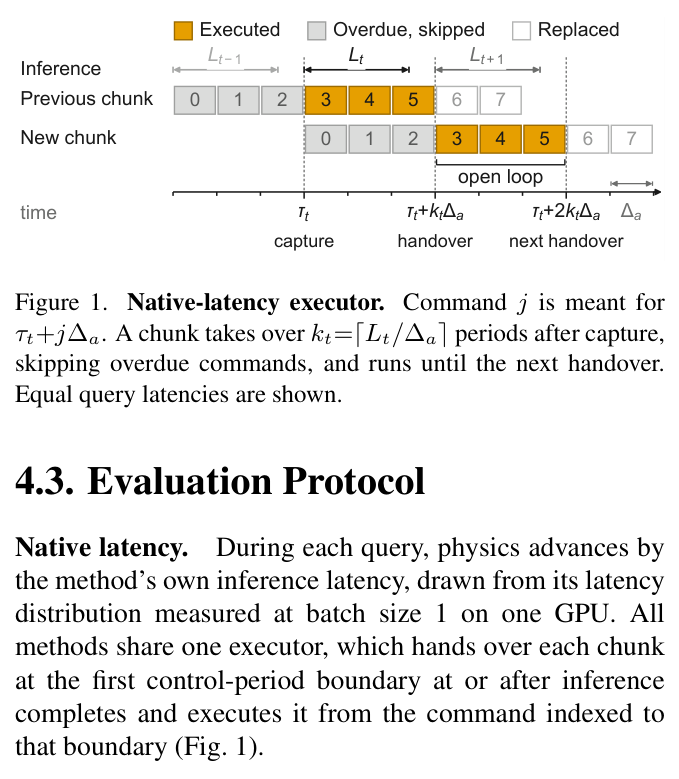 Executed Overdue, skipped Replaced
Inference L_{t−1} L_t L_{t+1}
Previous chunk 0 1 2 3 4 5 6 7
New chunk 0 1 2 3 4 5 6 7
open loop
time τ_t τ_t+k_tΔ_a τ_t+2k_tΔ_a Δ_a
capture handover next handover
Figure 1. Native-latency executor. Command j is meant for
τ_t+jΔ_a. A chunk takes over k_t=⌈L_t/Δ_a⌉ periods after capture,
skipping overdue commands, and runs until the next handover.
Equal query latencies are shown.
4.3. Evaluation Protocol
Native latency. During each query, physics advances by
the method's own inference latency, drawn from its latency
distribution measured at batch size 1 on one GPU. All
methods share one executor, which hands over each chunk
at the first control-period boundary at or after inference
completes and executes it from the command indexed to
that boundary (Fig. 1).